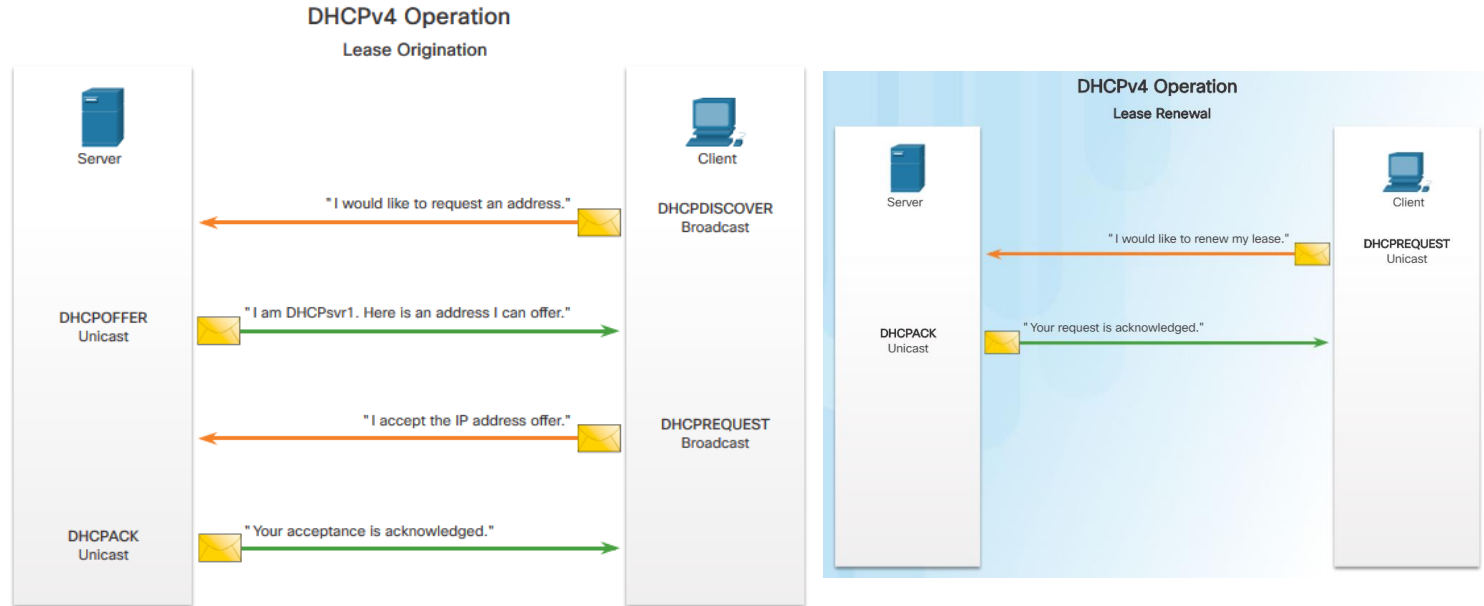 DHCPv4 Operation
Lease Origination
Server
Client
"I would like to request an address."
DHCPDISCOVER
Broadcast
DHCPOFFER
Unicast
"I am DHCPsvr1. Here is an address I can offer."
"I accept the IP address offer."
DHCPREQUEST
Broadcast
DHCPACK
Unicast
"Your acceptance is acknowledged."
DHCPv4 Operation
Lease Renewal
Server
Client
"I would like to renew my lease."
DHCPREQUEST
Unicast
DHCPACK
Unicast
"Your request is acknowledged."